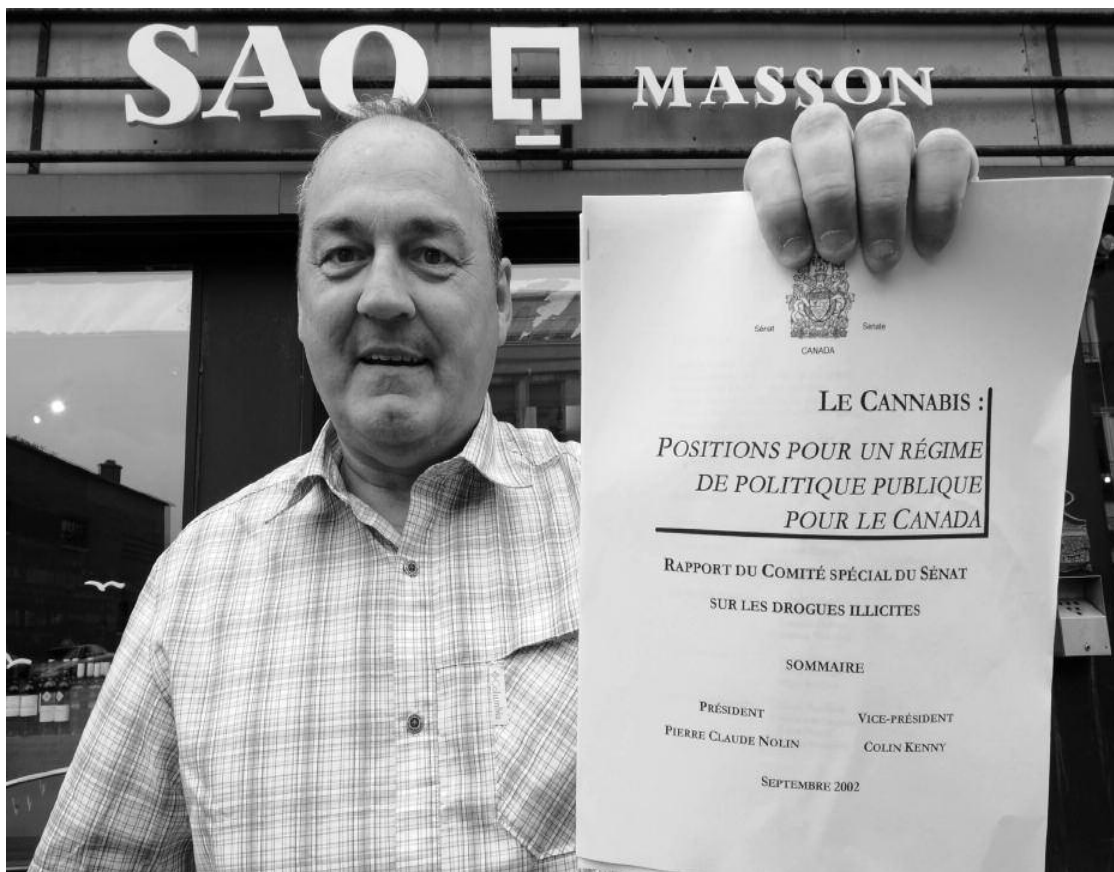 SAQ MASSON
Sénat Senate
CANADA
LE CANNABIS :
POSITIONS POUR UN RÉGIME
DE POLITIQUE PUBLIQUE
POUR LE CANADA
RAPPORT DU COMITÉ SPÉCIAL DU SÉNAT
SUR LES DROGUES ILLICITES
SOMMAIRE
PRÉSIDENT VICE-PRÉSIDENT
PIERRE CLAUDE NOLIN COLIN KENNY
SEPTEMBRE 2002